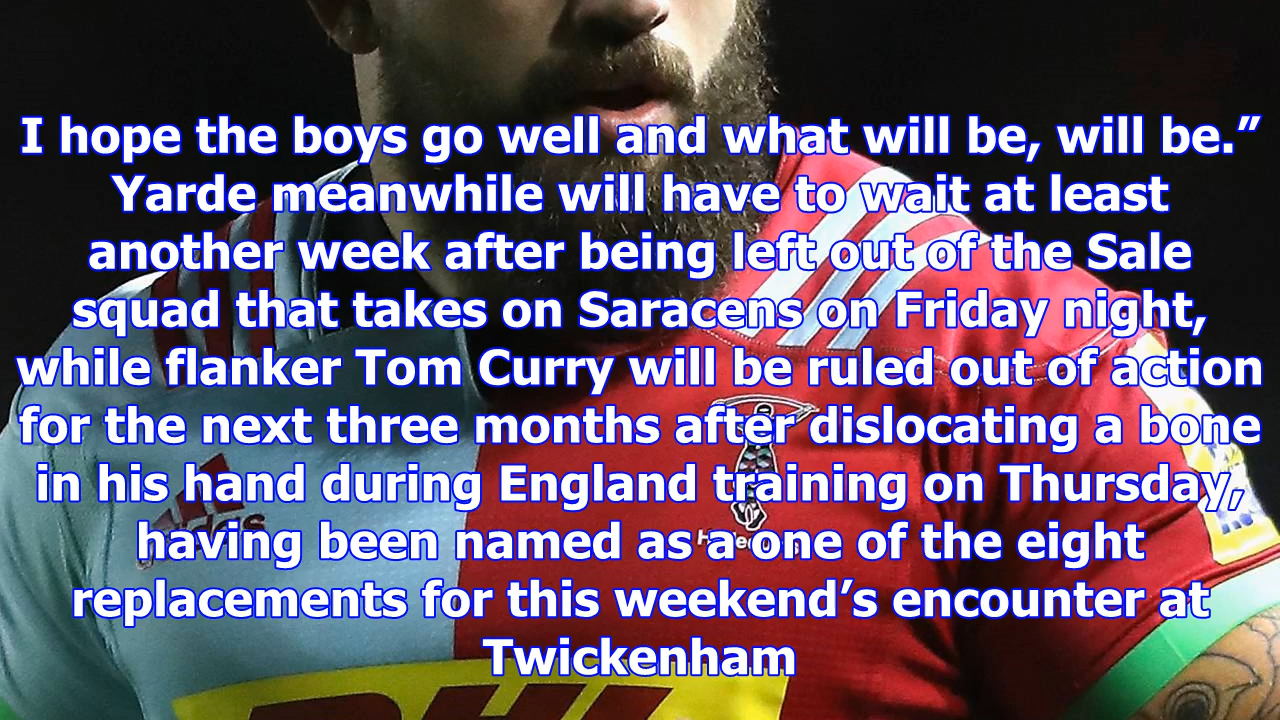 I hope the boys go well and what will be, will be.”
Yarde meanwhile will have to wait at least
another week after being left out of the Sale
squad that takes on Saracens on Friday night,
while flanker Tom Curry will be ruled out of action
for the next three months after dislocating a bone
in his hand during England training on Thursday,
having been named as a one of the eight
replacements for this weekend’s encounter at
Twickenham
adidas
DHL